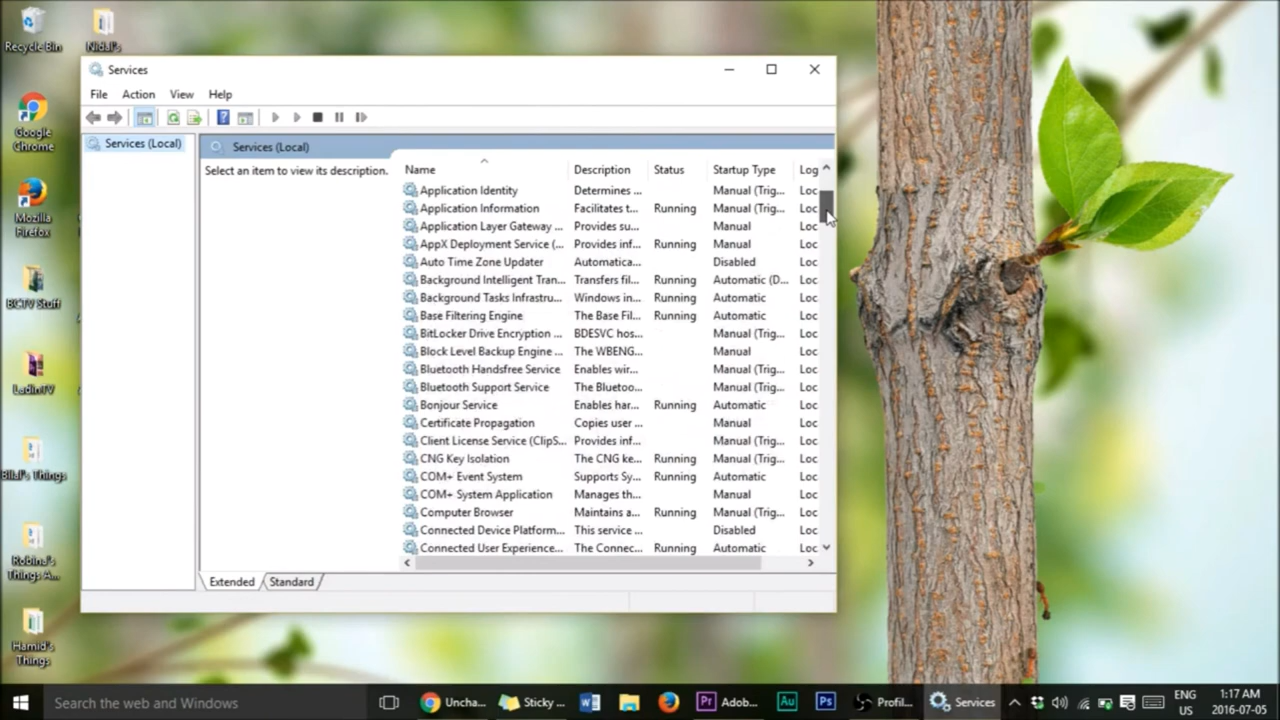 Recycle Bin
Nidal's
Google Chrome
Mozilla Firefox
BCTV Stuff
LadinTV
Bilal's Things
Robina's Things A...
Hamid's Things
Services
File Action View Help
Services (Local)
Services (Local)
Select an item to view its description.
Name Description Status Startup Type Log
Application Identity Determines ... Manual (Trig... Loc
Application Information Facilitates t... Running Manual (Trig... Loc
Application Layer Gateway ... Provides su... Manual Loc
AppX Deployment Service (... Provides inf... Running Manual Loc
Auto Time Zone Updater Automatica... Disabled Loc
Background Intelligent Tran... Transfers fil... Running Automatic (D... Loc
Background Tasks Infrastru... Windows in... Running Automatic Loc
Base Filtering Engine The Base Fil... Running Automatic Loc
BitLocker Drive Encryption ... BDESVC hos... Manual (Trig... Loc
Block Level Backup Engine ... The WBENG... Manual Loc
Bluetooth Handsfree Service Enables wir... Manual (Trig... Loc
Bluetooth Support Service The Bluetoo... Manual (Trig... Loc
Bonjour Service Enables har... Running Automatic Loc
Certificate Propagation Copies user ... Manual Loc
Client License Service (ClipS... Provides inf... Manual (Trig... Loc
CNG Key Isolation The CNG ke... Running Manual (Trig... Loc
COM+ Event System Supports Sy... Running Automatic Loc
COM+ System Application Manages th... Manual Loc
Computer Browser Maintains a... Running Manual (Trig... Loc
Connected Device Platform... This service ... Disabled Loc
Connected User Experience... The Connec... Running Automatic Loc
Extended Standard
Search the web and Windows
Uncha...
Sticky ...
Pr Adob...
Au
Ps
Profil...
Services
ENG
US
1:17 AM
2016-07-05